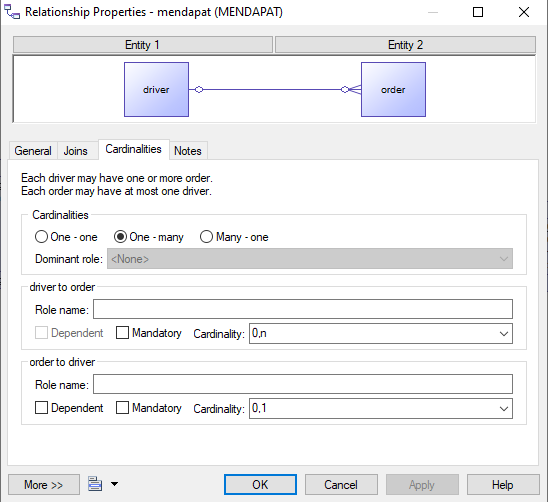 Relationship Properties - mendapat (MENDAPAT)
Entity 1
Entity 2
driver
order
General
Joins
Cardinalities
Notes
Each driver may have one or more order.
Each order may have at most one driver.
Cardinalities
One - one
One - many
Many - one
Dominant role: <None>
driver to order
Role name:
Dependent
Mandatory
Cardinality: 0,n
order to driver
Role name:
Dependent
Mandatory
Cardinality: 0,1
More >>
OK
Cancel
Apply
Help